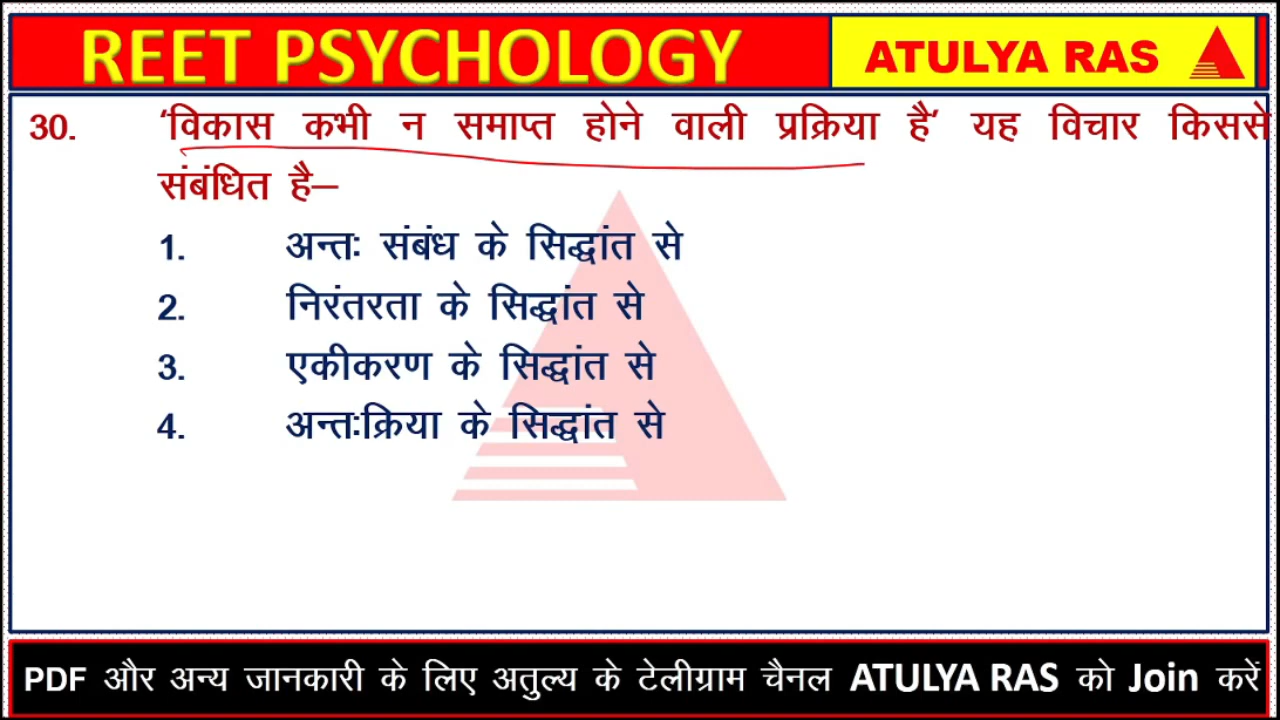 REET PSYCHOLOGY
ATULYA RAS
30. ‘विकास कभी न समाप्त होने वाली प्रक्रिया है’ यह विचार किससे
संबंधित है–
1. अन्तः संबंध के सिद्धांत से
2. निरंतरता के सिद्धांत से
3. एकीकरण के सिद्धांत से
4. अन्तःक्रिया के सिद्धांत से
PDF और अन्य जानकारी के लिए अतुल्य के टेलीग्राम चैनल ATULYA RAS को Join करें